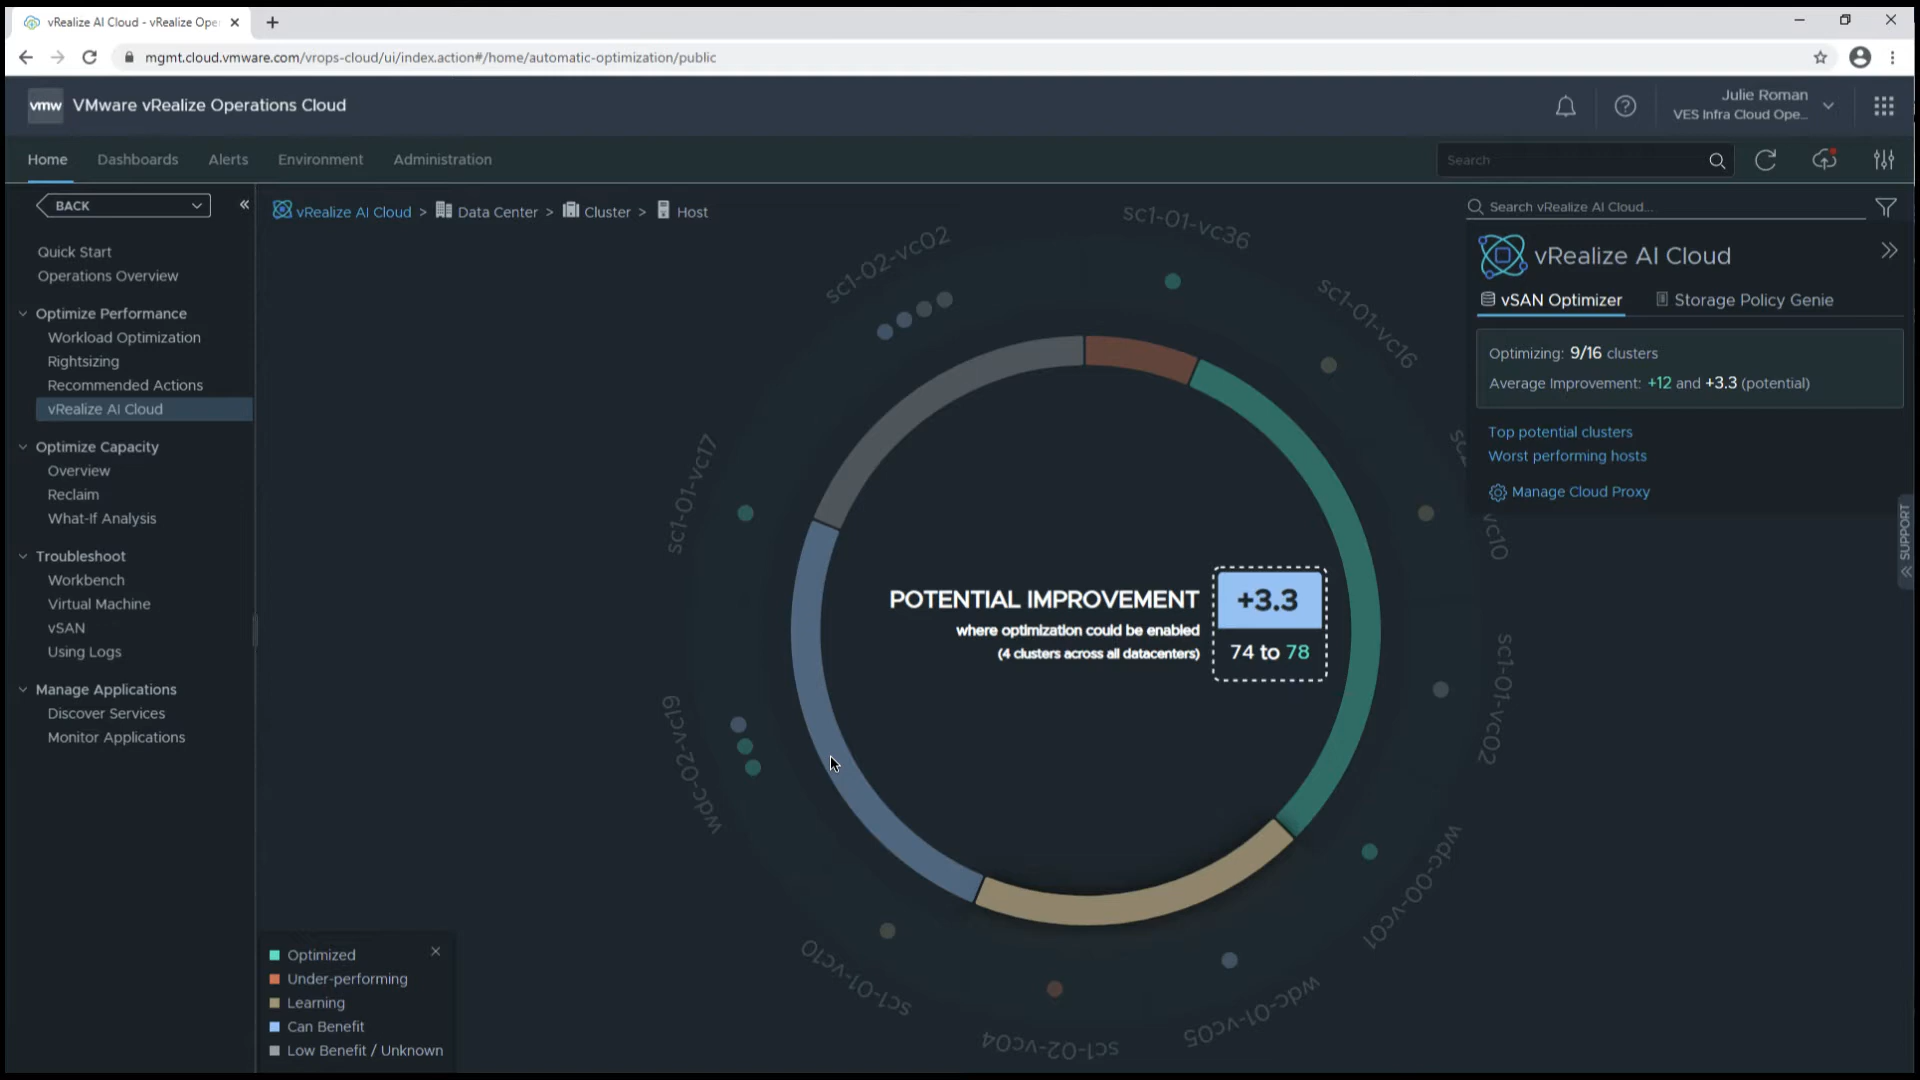 vRealize AI Cloud - vRealize Ope
mgmt.cloud.vmware.com/vrops-cloud/ui/index.action#/home/automatic-optimization/public
vmw VMware vRealize Operations Cloud
Julie Roman
VES Infra Cloud Ope...
Home Dashboards Alerts Environment Administration
Search
BACK
Quick Start
Operations Overview
Optimize Performance
Workload Optimization
Rightsizing
Recommended Actions
vRealize AI Cloud
Optimize Capacity
Overview
Reclaim
What-If Analysis
Troubleshoot
Workbench
Virtual Machine
vSAN
Using Logs
Manage Applications
Discover Services
Monitor Applications
vRealize AI Cloud > Data Center > Cluster > Host
sc1-02-vc02
sc1-01-vc36
sc1-01-vc16
vc10
sc1-01-vc02
wdc-00-vc01
wdc-01-vc05
sc1-02-vc04
sc1-01-vc10
wdc-02-vc19
sc1-01-vc17
POTENTIAL IMPROVEMENT
where optimization could be enabled
(4 clusters across all datacenters)
+3.3
74 to 78
Optimized
Under-performing
Learning
Can Benefit
Low Benefit / Unknown
Search vRealize AI Cloud...
vRealize AI Cloud
vSAN Optimizer Storage Policy Genie
Optimizing: 9/16 clusters
Average Improvement: +12 and +3.3 (potential)
Top potential clusters
Worst performing hosts
Manage Cloud Proxy
SUPPORT